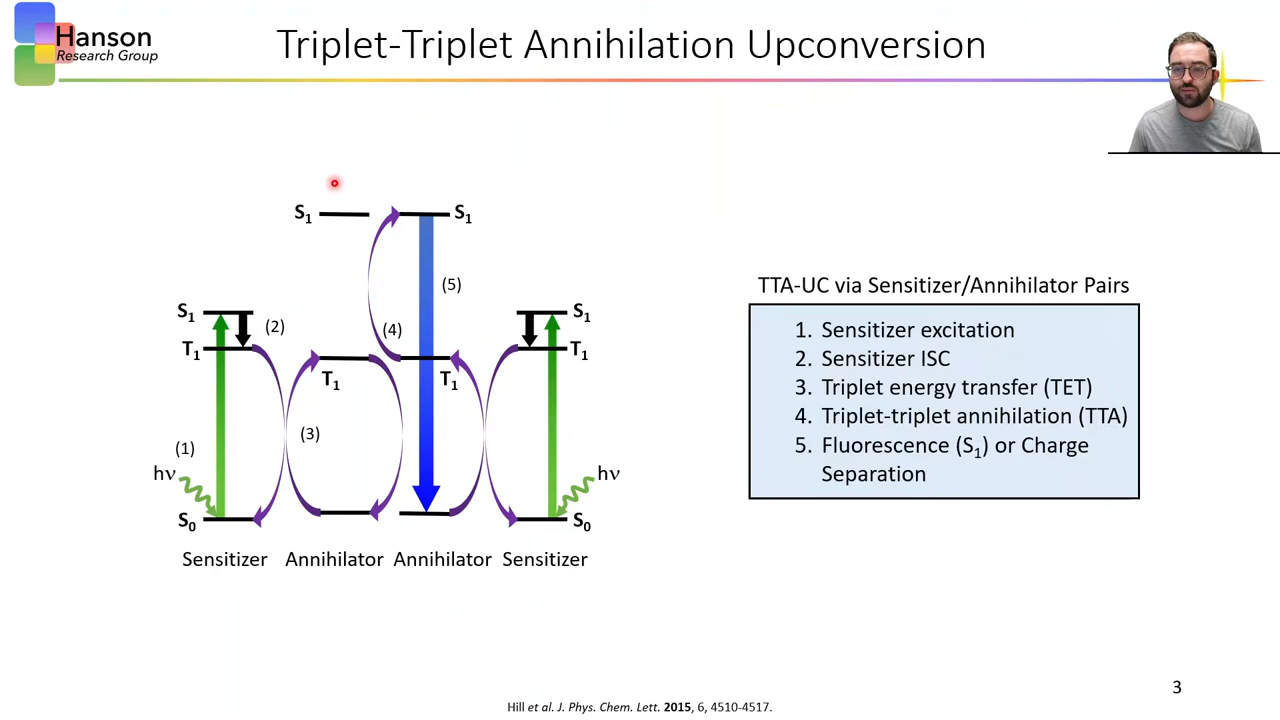 Hanson
Research Group
Triplet-Triplet Annihilation Upconversion
S₁
S₁
(5)
S₁
(2)
(4)
S₁
T₁
T₁
T₁
T₁
(3)
(1)
hν
hν
S₀
S₀
Sensitizer
Annihilator
Annihilator
Sensitizer
TTA-UC via Sensitizer/Annihilator Pairs
1. Sensitizer excitation
2. Sensitizer ISC
3. Triplet energy transfer (TET)
4. Triplet-triplet annihilation (TTA)
5. Fluorescence (S₁) or Charge
Separation
3
Hill et al. J. Phys. Chem. Lett. 2015, 6, 4510-4517.